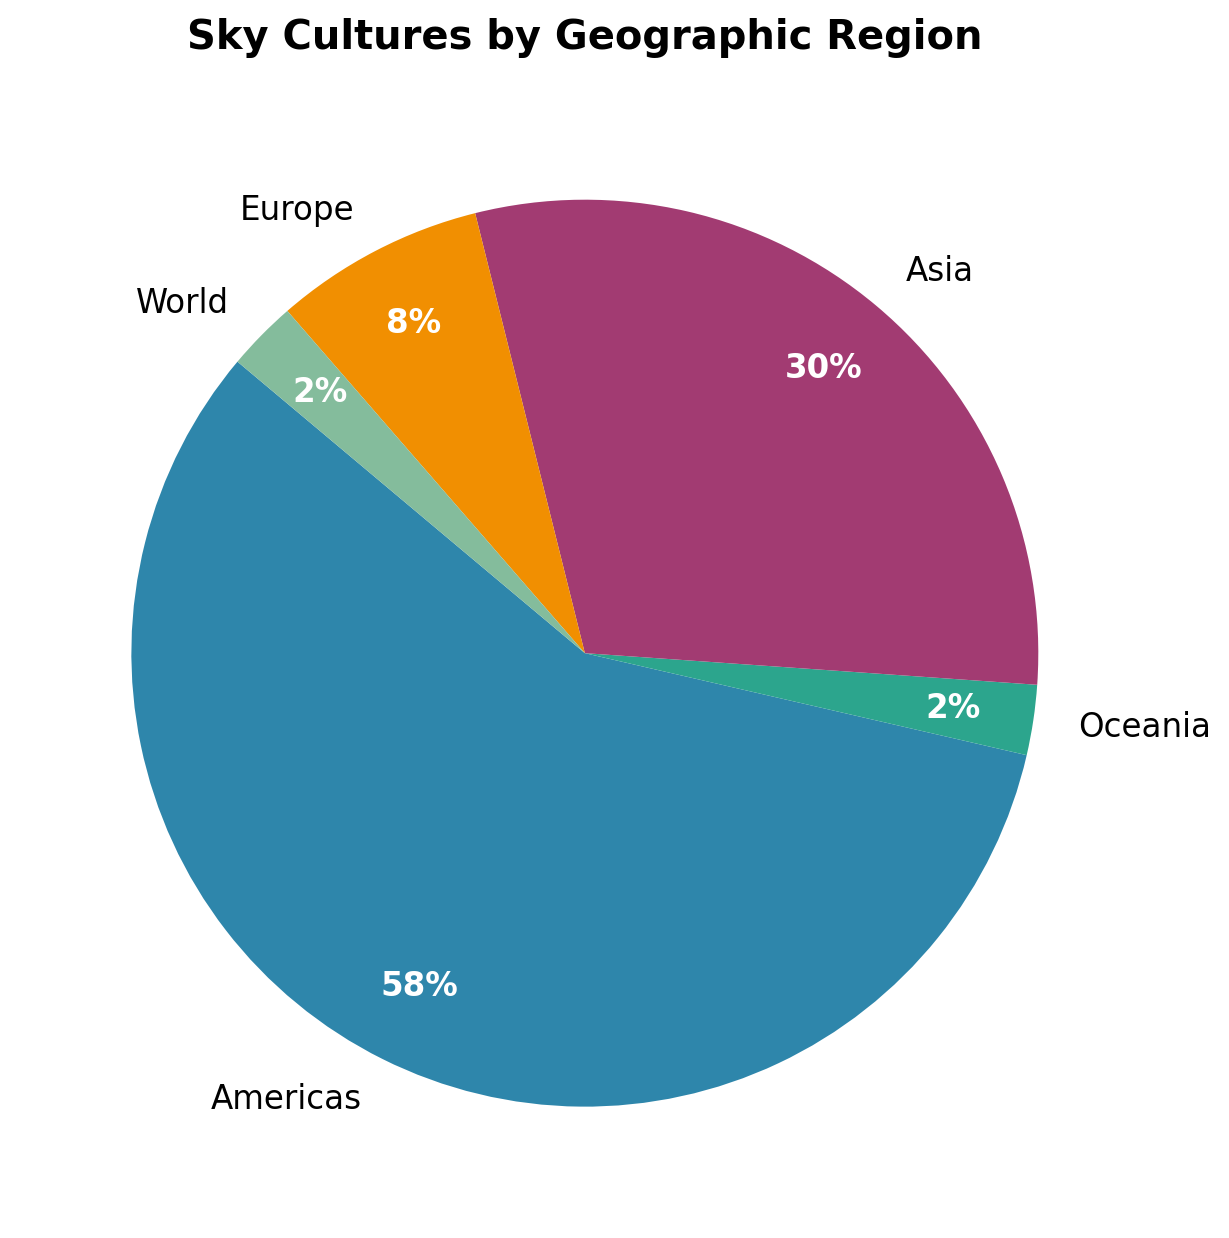 Sky Cultures by Geographic Region
Europe
Asia
World
8%
30%
2%
2%
Oceania
58%
Americas